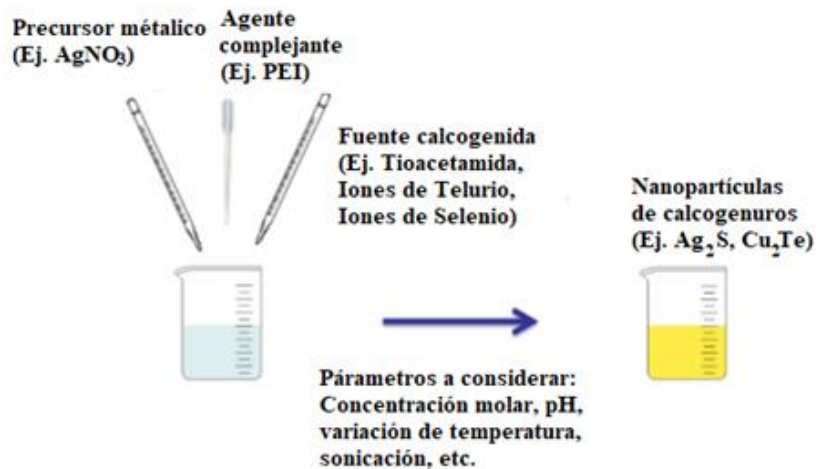 Precursor métalico
(Ej. AgNO3)
Agente
complejante
(Ej. PEI)
Fuente calcogenida
(Ej. Tioacetamida,
Iones de Telurio,
Iones de Selenio)
Nanopartículas
de calcogenuros
(Ej. Ag2S, Cu2Te)
Párametros a considerar:
Concentración molar, pH,
variación de temperatura,
sonicación, etc.